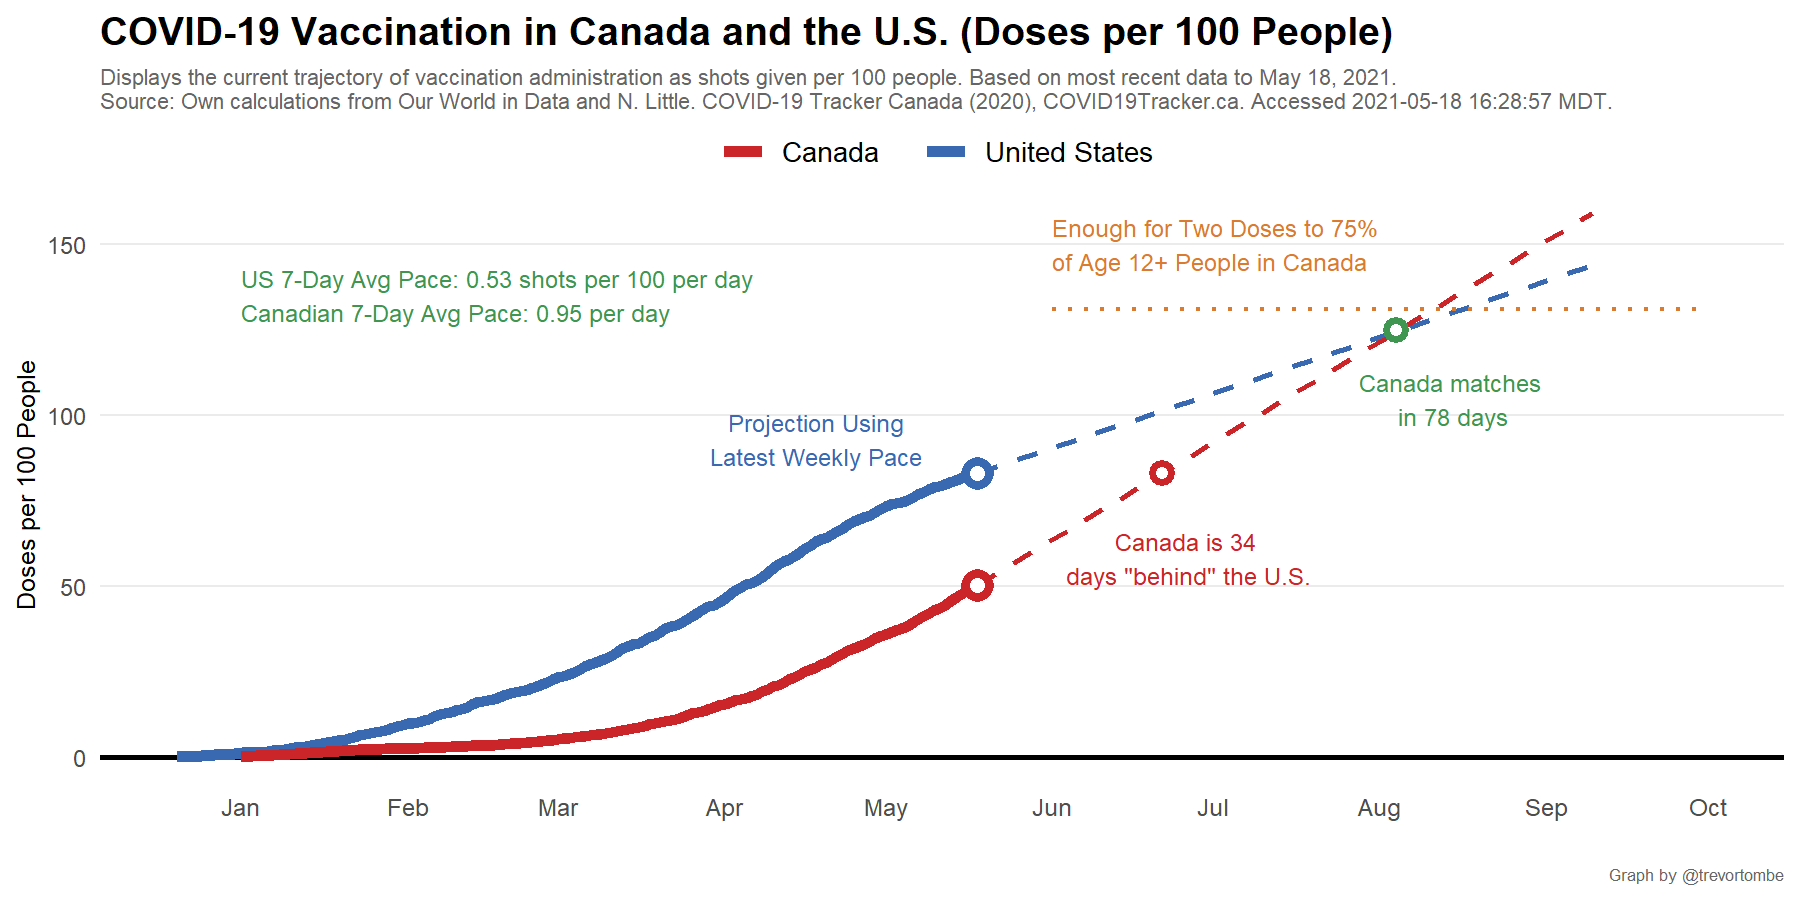 COVID-19 Vaccination in Canada and the U.S. (Doses per 100 People)
Displays the current trajectory of vaccination administration as shots given per 100 people. Based on most recent data to May 18, 2021.
Source: Own calculations from Our World in Data and N. Little. COVID-19 Tracker Canada (2020), COVID19Tracker.ca. Accessed 2021-05-18 16:28:57 MDT.
Canada
United States
Enough for Two Doses to 75%
of Age 12+ People in Canada
US 7-Day Avg Pace: 0.53 shots per 100 per day
Canadian 7-Day Avg Pace: 0.95 per day
Canada matches
in 78 days
Projection Using
Latest Weekly Pace
Canada is 34
days "behind" the U.S.
Doses per 100 People
150
100
50
0
Jan
Feb
Mar
Apr
May
Jun
Jul
Aug
Sep
Oct
Graph by @trevortombe